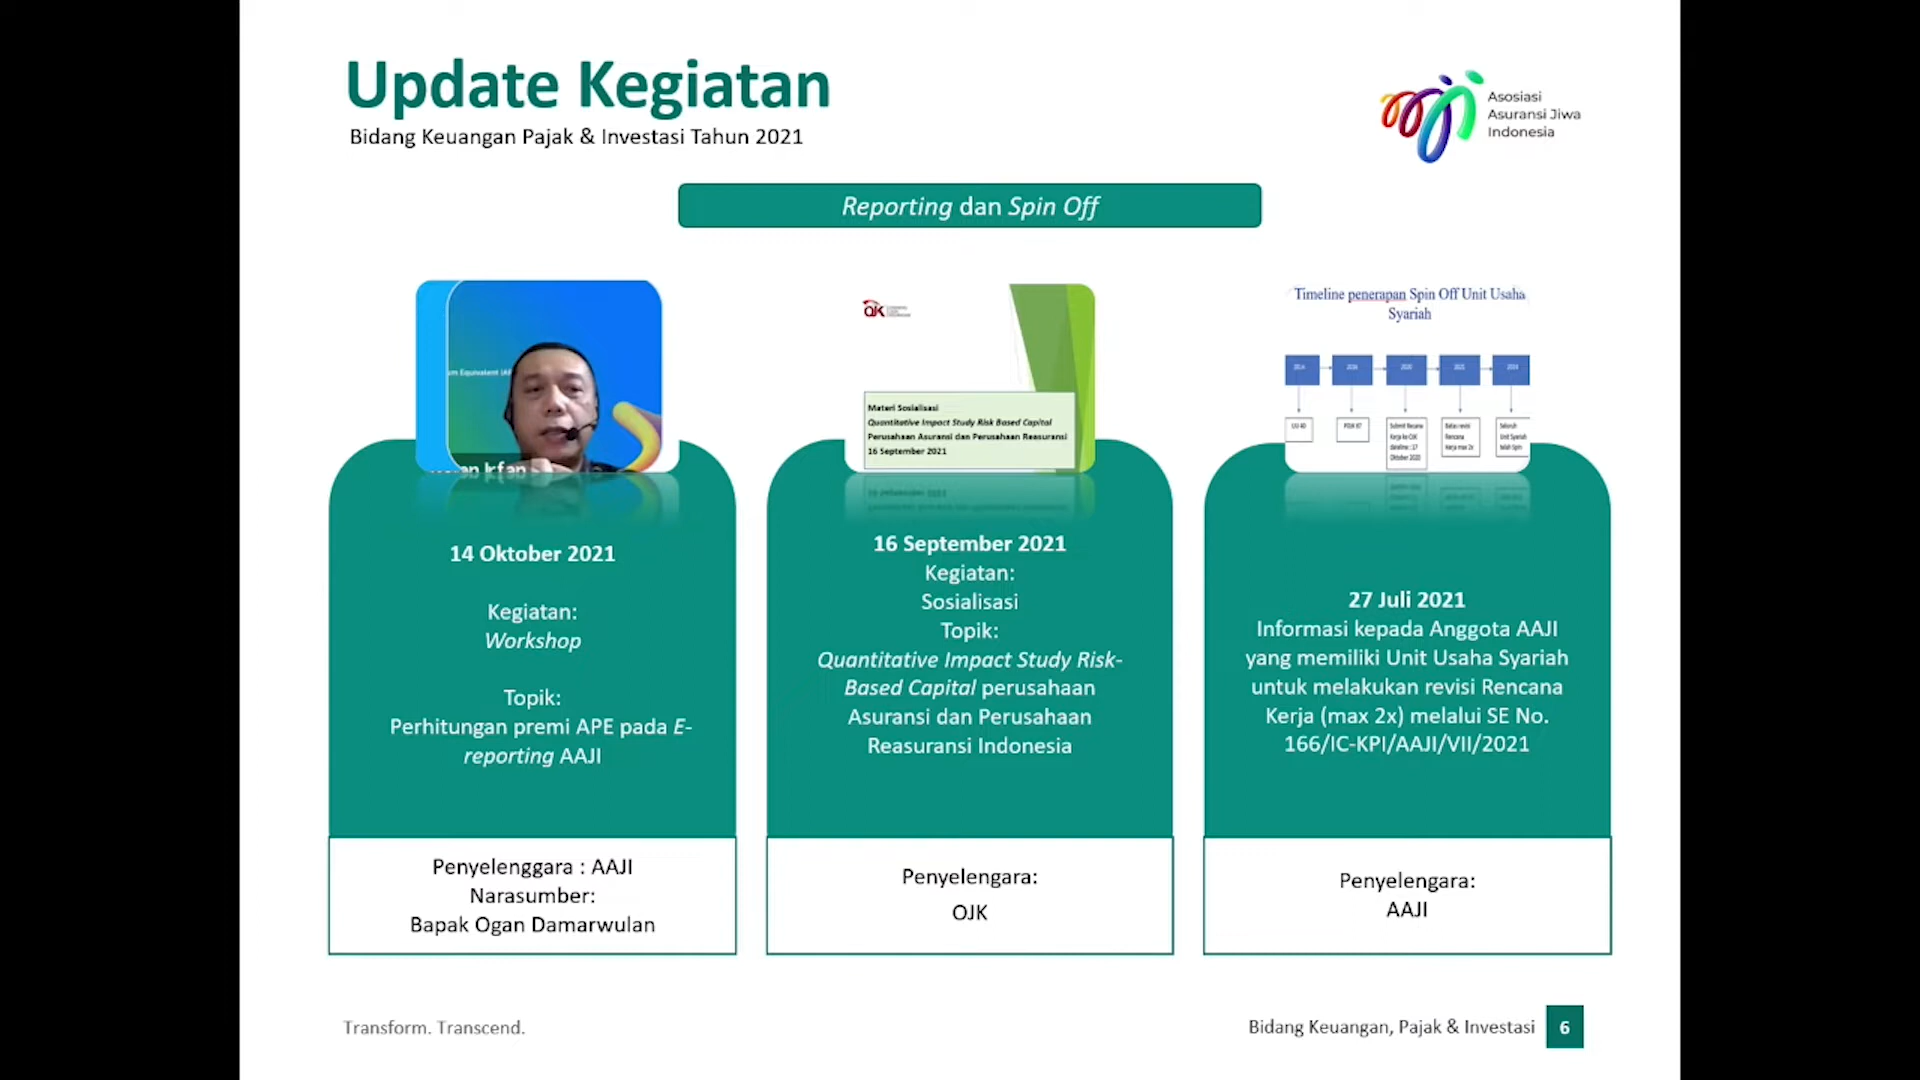 Update Kegiatan
Bidang Keuangan Pajak & Investasi Tahun 2021
Asosiasi
Asuransi Jiwa
Indonesia
Reporting dan Spin Off
14 Oktober 2021
Kegiatan:
Workshop
Topik:
Perhitungan premi APE pada E-
reporting AAJI
Penyelenggara : AAJI
Narasumber:
Bapak Ogan Damarwulan
OJK
Materi Sosialisasi
Quantitative Impact Study Risk Based Capital
Perusahaan Asuransi dan Perusahaan Reasuransi
16 September 2021
16 September 2021
Kegiatan:
Sosialisasi
Topik:
Quantitative Impact Study Risk-
Based Capital perusahaan
Asuransi dan Perusahaan
Reasuransi Indonesia
Penyelengara:
OJK
Timeline penerapan Spin Off Unit Usaha
Syariah
27 Juli 2021
Informasi kepada Anggota AAJI
yang memiliki Unit Usaha Syariah
untuk melakukan revisi Rencana
Kerja (max 2x) melalui SE No.
166/IC-KPI/AAJI/VII/2021
Penyelengara:
AAJI
Transform. Transcend.
Bidang Keuangan, Pajak & Investasi 6